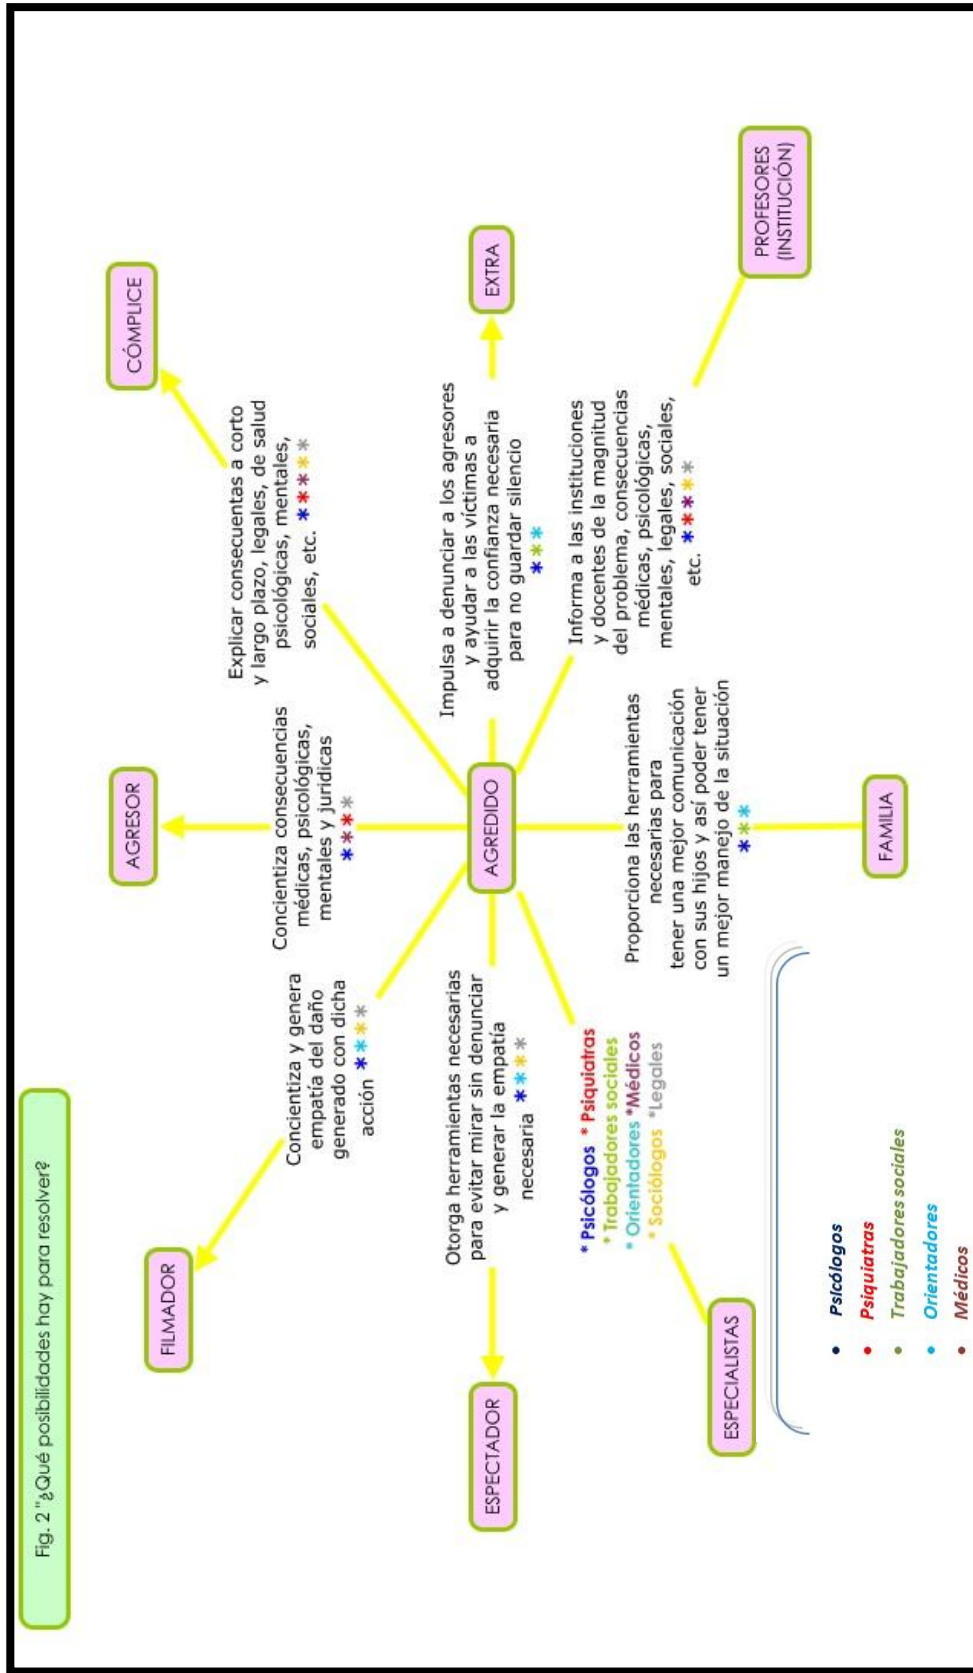 Fig. 2 "¿Qué posibilidades hay para resolver?
FILMADOR
AGRESOR
CÓMPLICE
Concientiza y genera
empatía del daño
generado con dicha
acción ****
Concientiza consecuencias
médicas, psicológicas,
mentales y juridicas
****
Explicar consecuentas a corto
y largo plazo, legales, de salud
psicológicas, mentales,
sociales, etc. *****
ESPECTADOR
Otorga herramientas necesarias
para evitar mirar sin denunciar
y generar la empatía
necesaria ****
AGREDIDO
Impulsa a denunciar a los agresores
y ayudar a las víctimas a
adquirir la confianza necesaria
para no guardar silencio
***
EXTRA
* Psicólogos * Psiquiatras
* Trabajadores sociales
* Orientadores *Médicos
* Sociólogos *Legales
ESPECIALISTAS
Proporciona las herramientas
necesarias para
tener una mejor comunicación
con sus hijos y así poder tener
un mejor manejo de la situación
***
FAMILIA
Informa a las instituciones
y docentes de la magnitud
del problema, consecuencias
médicas, psicológicas,
mentales, legales, sociales,
etc. *****
PROFESORES
(INSTITUCIÓN)
• Psicólogos
• Psiquiatras
• Trabajadores sociales
• Orientadores
• Médicos